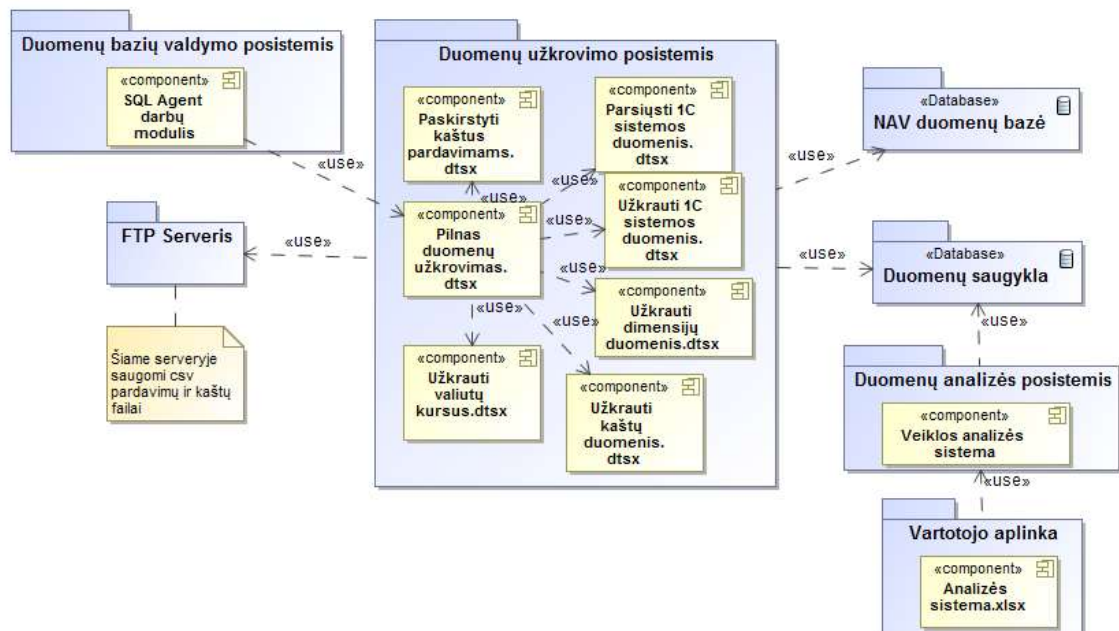 Duomenų bazių valdymo posistemis
«component»
SQL Agent
darbų
modulis
«use»
FTP Serveris
«use»
Šiame serveryje
saugomi csv
pardavimų ir kaštų
failai
Duomenų užkrovimo posistemis
«component»
Paskirstyti
kaštus
pardavimams.
dtsx
«component»
Parsiųsti 1C
sistemos
duomenis.
dtsx
«use»
«use»
«component»
Pilnas
duomenų
užkrovimas.
dtsx
«use»
«component»
Užkrauti 1C
sistemos
duomenis.
dtsx
«use»
«component»
Užkrauti
dimensijų
duomenis.dtsx
«use»
«use»
«component»
Užkrauti
valiutų
kursus.dtsx
«component»
Užkrauti
kaštų
duomenis.
dtsx
«use»
«Database»
NAV duomenų bazė
«use»
«Database»
Duomenų saugykla
«use»
Duomenų analizės posistemis
«component»
Veiklos analizės
sistema
«use»
Vartotojo aplinka
«component»
Analizės
sistema.xlsx